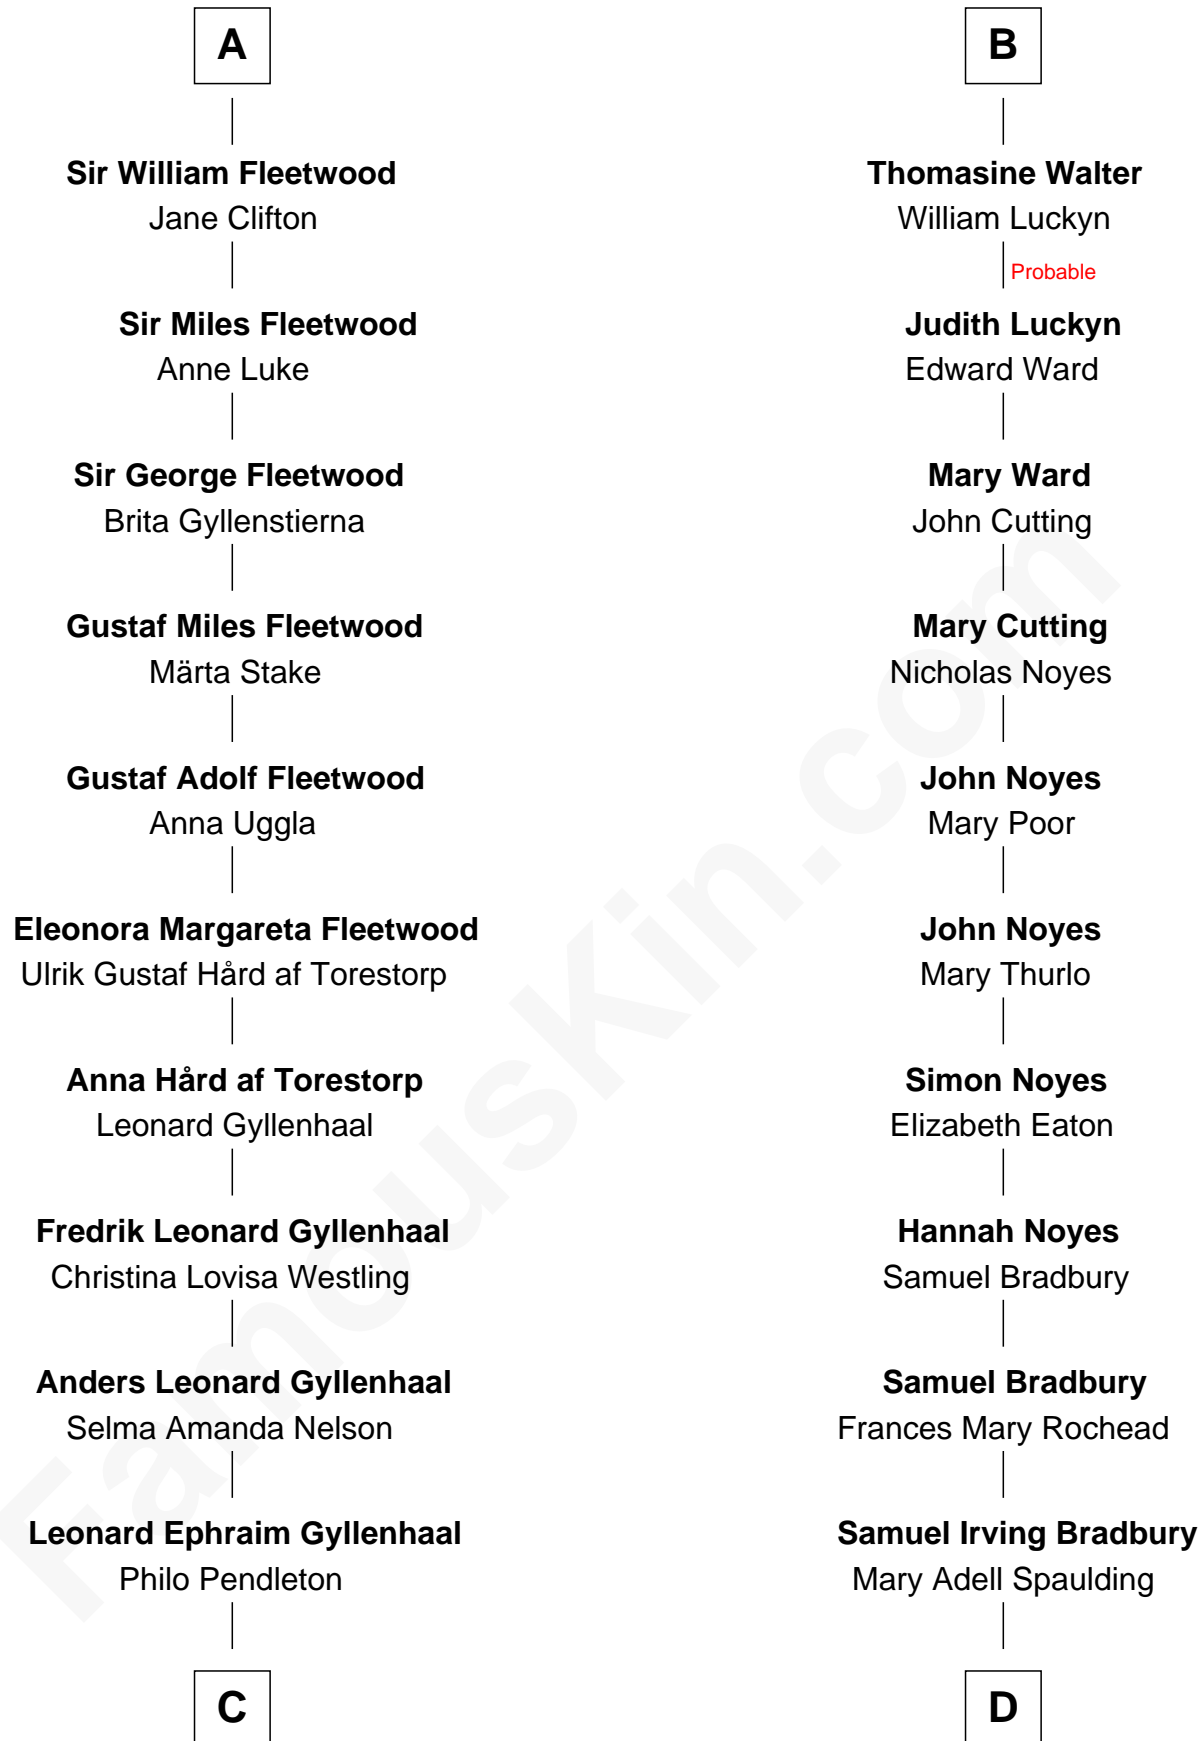 A
Sir William Fleetwood
Jane Clifton
Sir Miles Fleetwood
Anne Luke
Sir George Fleetwood
Brita Gyllenstierna
Gustaf Miles Fleetwood
Märta Stake
Gustaf Adolf Fleetwood
Anna Uggla
Eleonora Margareta Fleetwood
Ulrik Gustaf Hård af Torestorp
Anna Hård af Torestorp
Leonard Gyllenhaal
Fredrik Leonard Gyllenhaal
Christina Lovisa Westling
Anders Leonard Gyllenhaal
Selma Amanda Nelson
Leonard Ephraim Gyllenhaal
Philo Pendleton
C
B
Thomasine Walter
William Luckyn
Probable
Judith Luckyn
Edward Ward
Mary Ward
John Cutting
Mary Cutting
Nicholas Noyes
John Noyes
Mary Poor
John Noyes
Mary Thurlo
Simon Noyes
Elizabeth Eaton
Hannah Noyes
Samuel Bradbury
Samuel Bradbury
Frances Mary Rochead
Samuel Irving Bradbury
Mary Adell Spaulding
D
FamousKin.com